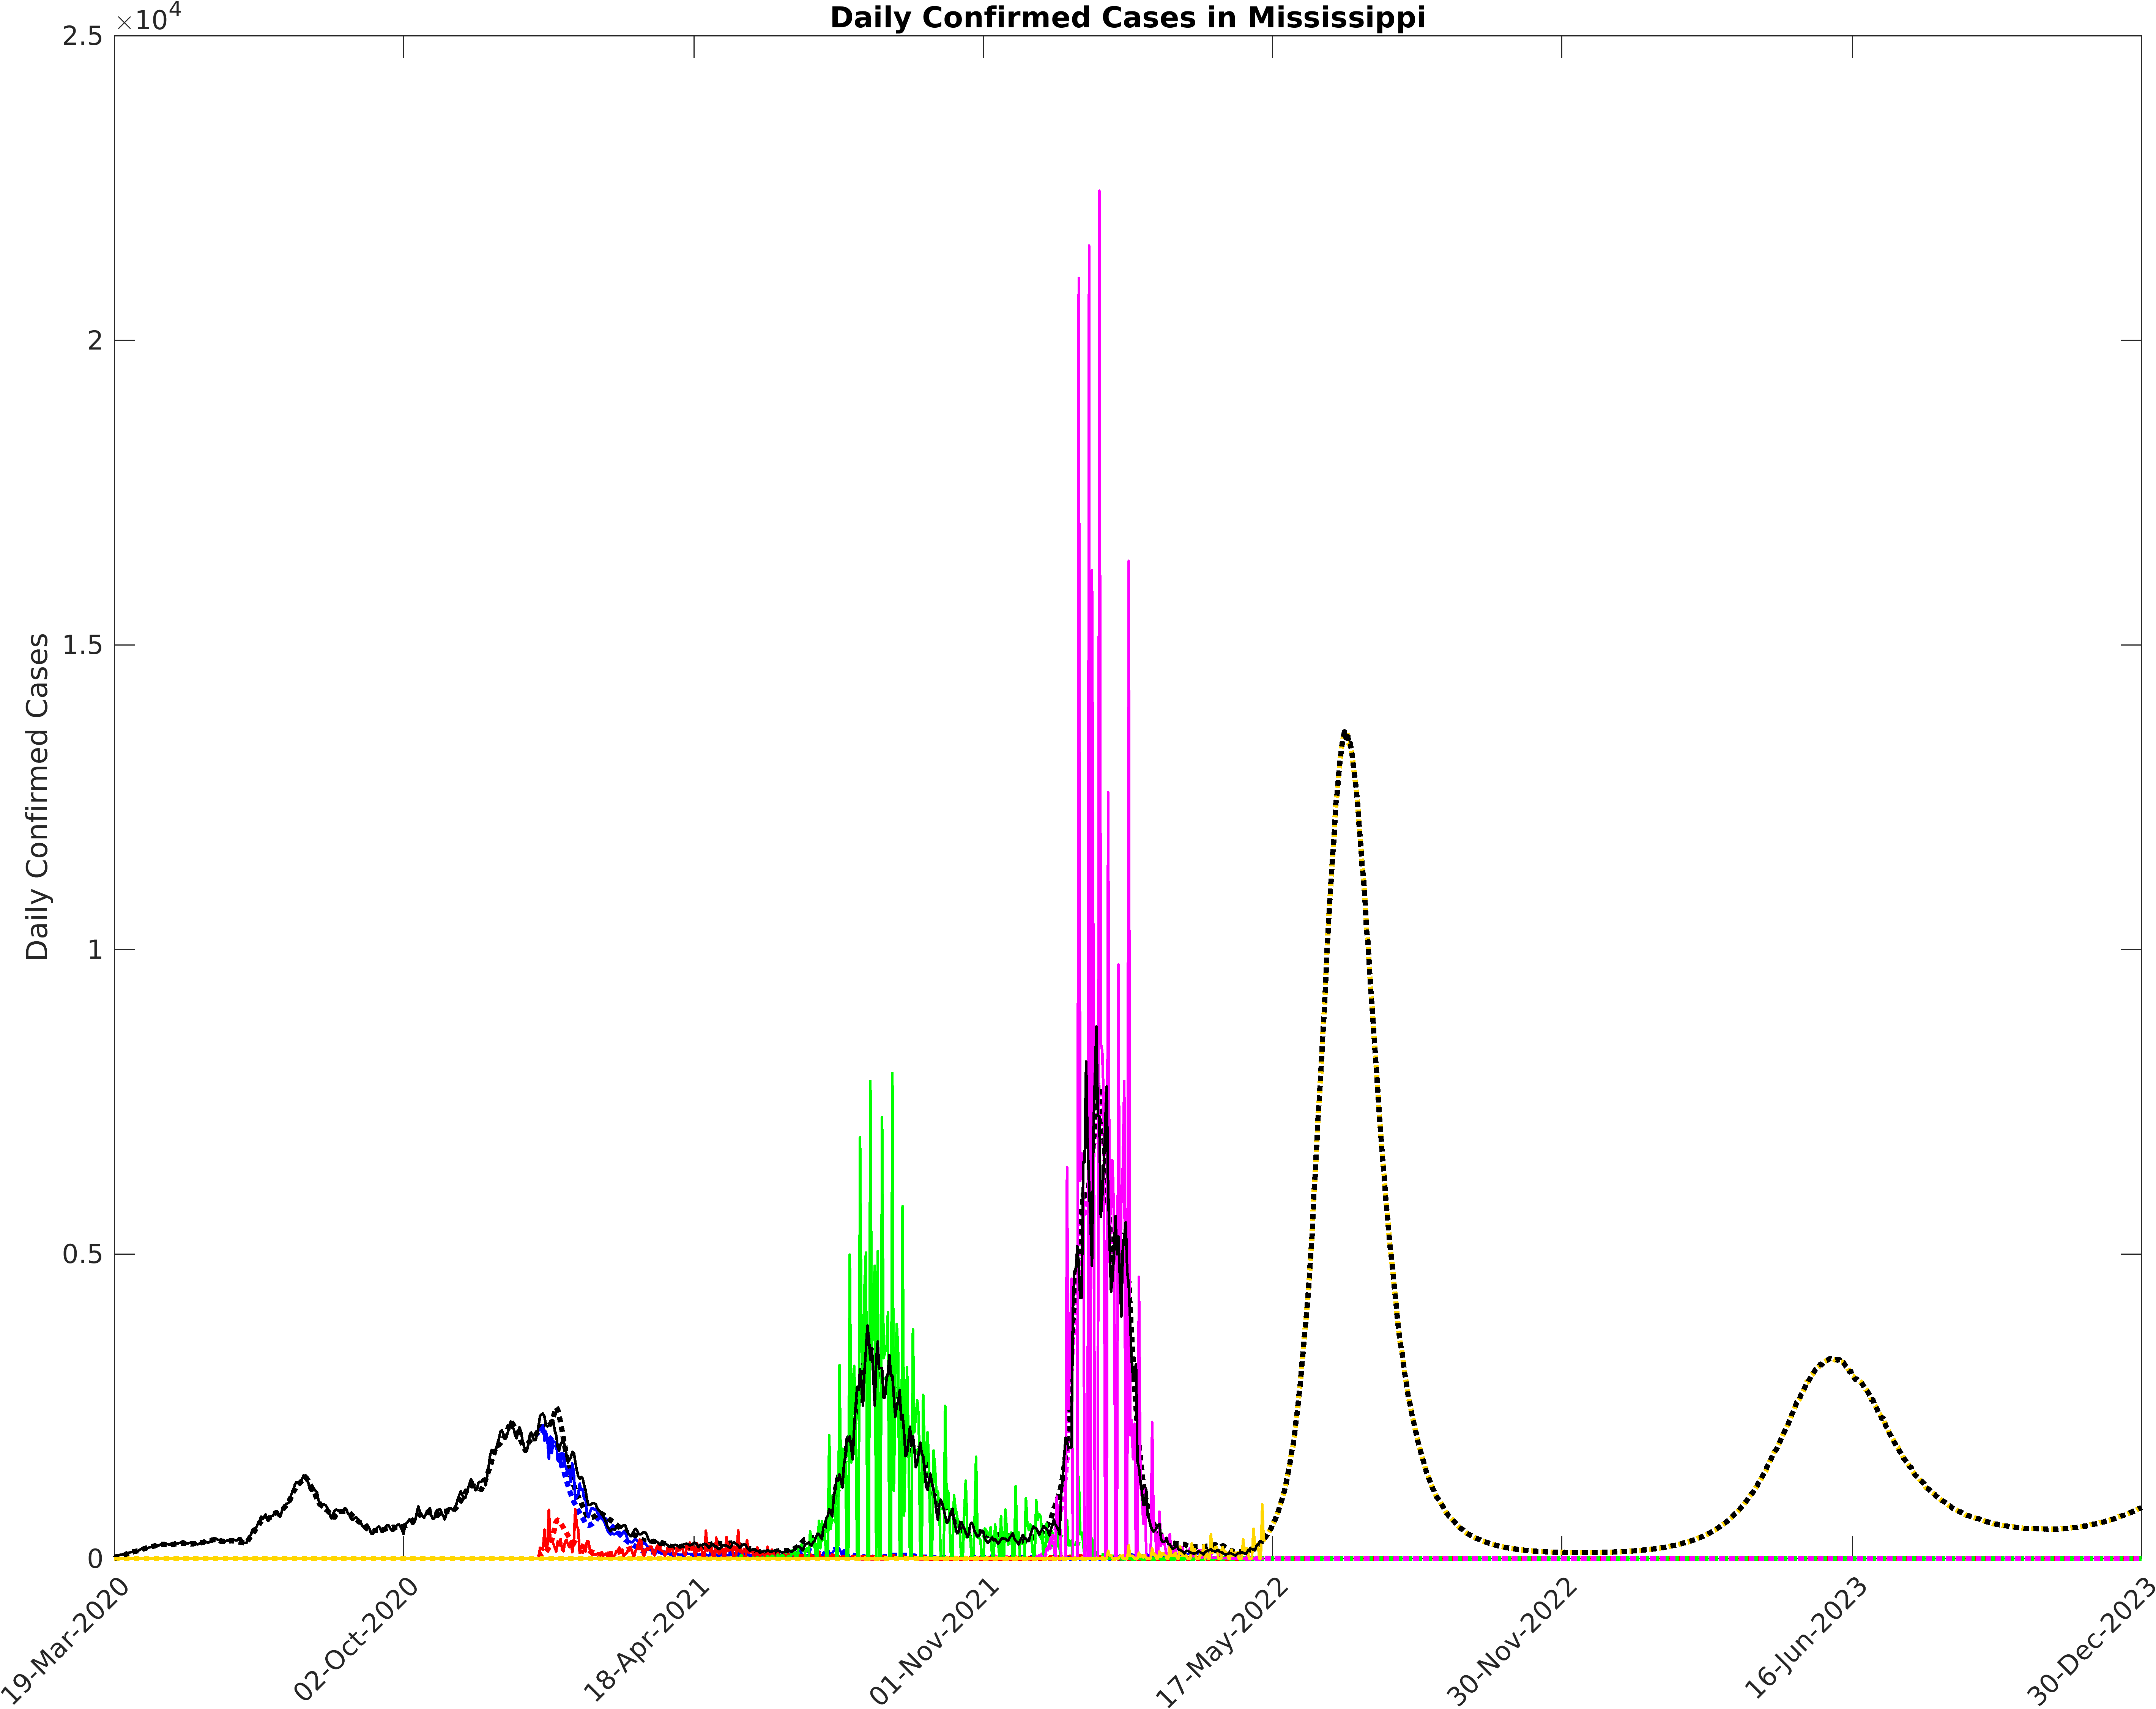 Daily Confirmed Cases in Mississippi
×10⁴
2.5
2
1.5
1
0.5
0
Daily Confirmed Cases
19-Mar-2020
02-Oct-2020
18-Apr-2021
01-Nov-2021
17-May-2022
30-Nov-2022
16-Jun-2023
30-Dec-2023